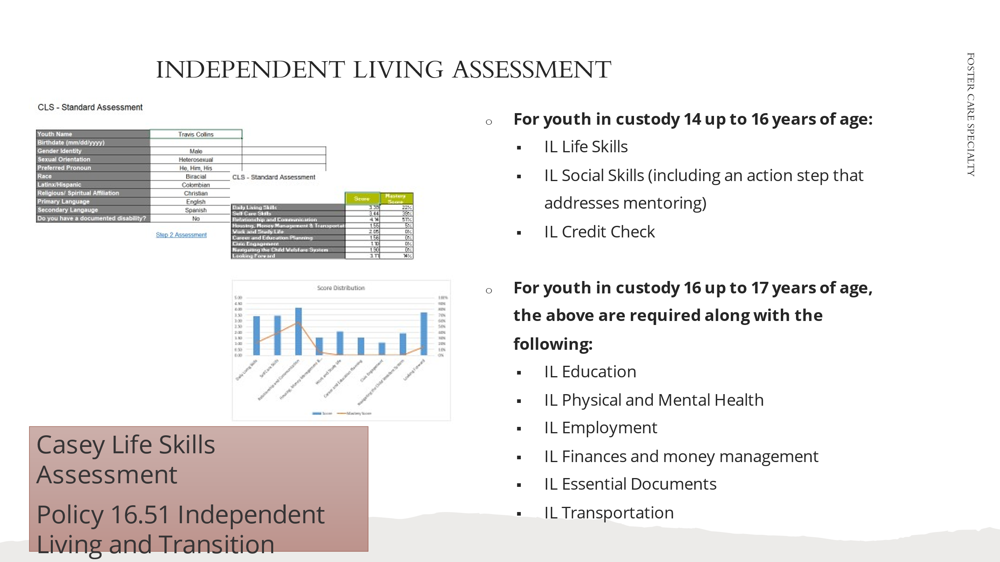 INDEPENDENT LIVING ASSESSMENT
FOSTER CARE SPECIALTY
CLS - Standard Assessment
Youth Name Travis Collins
Birthdate (mm/dd/yyyy)
Gender Identity Male
Sexual Orientation Heterosexual
Preferred Pronoun He, Him, His
Race Biracial
Latinx/Hispanic Colombian
Religious/ Spiritual Affiliation Christian
Primary Language English
Secondary Langauge Spanish
Do you have a documented disability? No
Step 2 Assessment
CLS - Standard Assessment
Score Mastery Score
Daily Living Skills 22%
Self Care Skills 3.44
Relationship and Communication 4.14 57%
Housing, Money Management & Transportat 1.55 5%
Work and Study Life 2.05 0%
Career and Education Planning 1.56 0%
Civic Engagement 1.10 0%
Navigating the Child Welsfare System 1.90 0%
Looking Forward 14%
Score Distribution
5.00
4.50
4.00
3.50
3.00
2.50
2.00
1.50
1.00
0.50
0.00
100%
90%
80%
70%
60%
50%
40%
30%
20%
10%
0%
Daily Living Skills
Self Care Skills
Relationship and Communication
Housing, Money Management &...
Work and Study Life
Career and Education Planning
Civic Engagement
Navigating the Child Welsfare System
Looking Forward
Score Mastery Score
Casey Life Skills
Assessment
Policy 16.51 Independent
Living and Transition
For youth in custody 14 up to 16 years of age:
IL Life Skills
IL Social Skills (including an action step that
addresses mentoring)
IL Credit Check
For youth in custody 16 up to 17 years of age,
the above are required along with the
following:
IL Education
IL Physical and Mental Health
IL Employment
IL Finances and money management
IL Essential Documents
IL Transportation